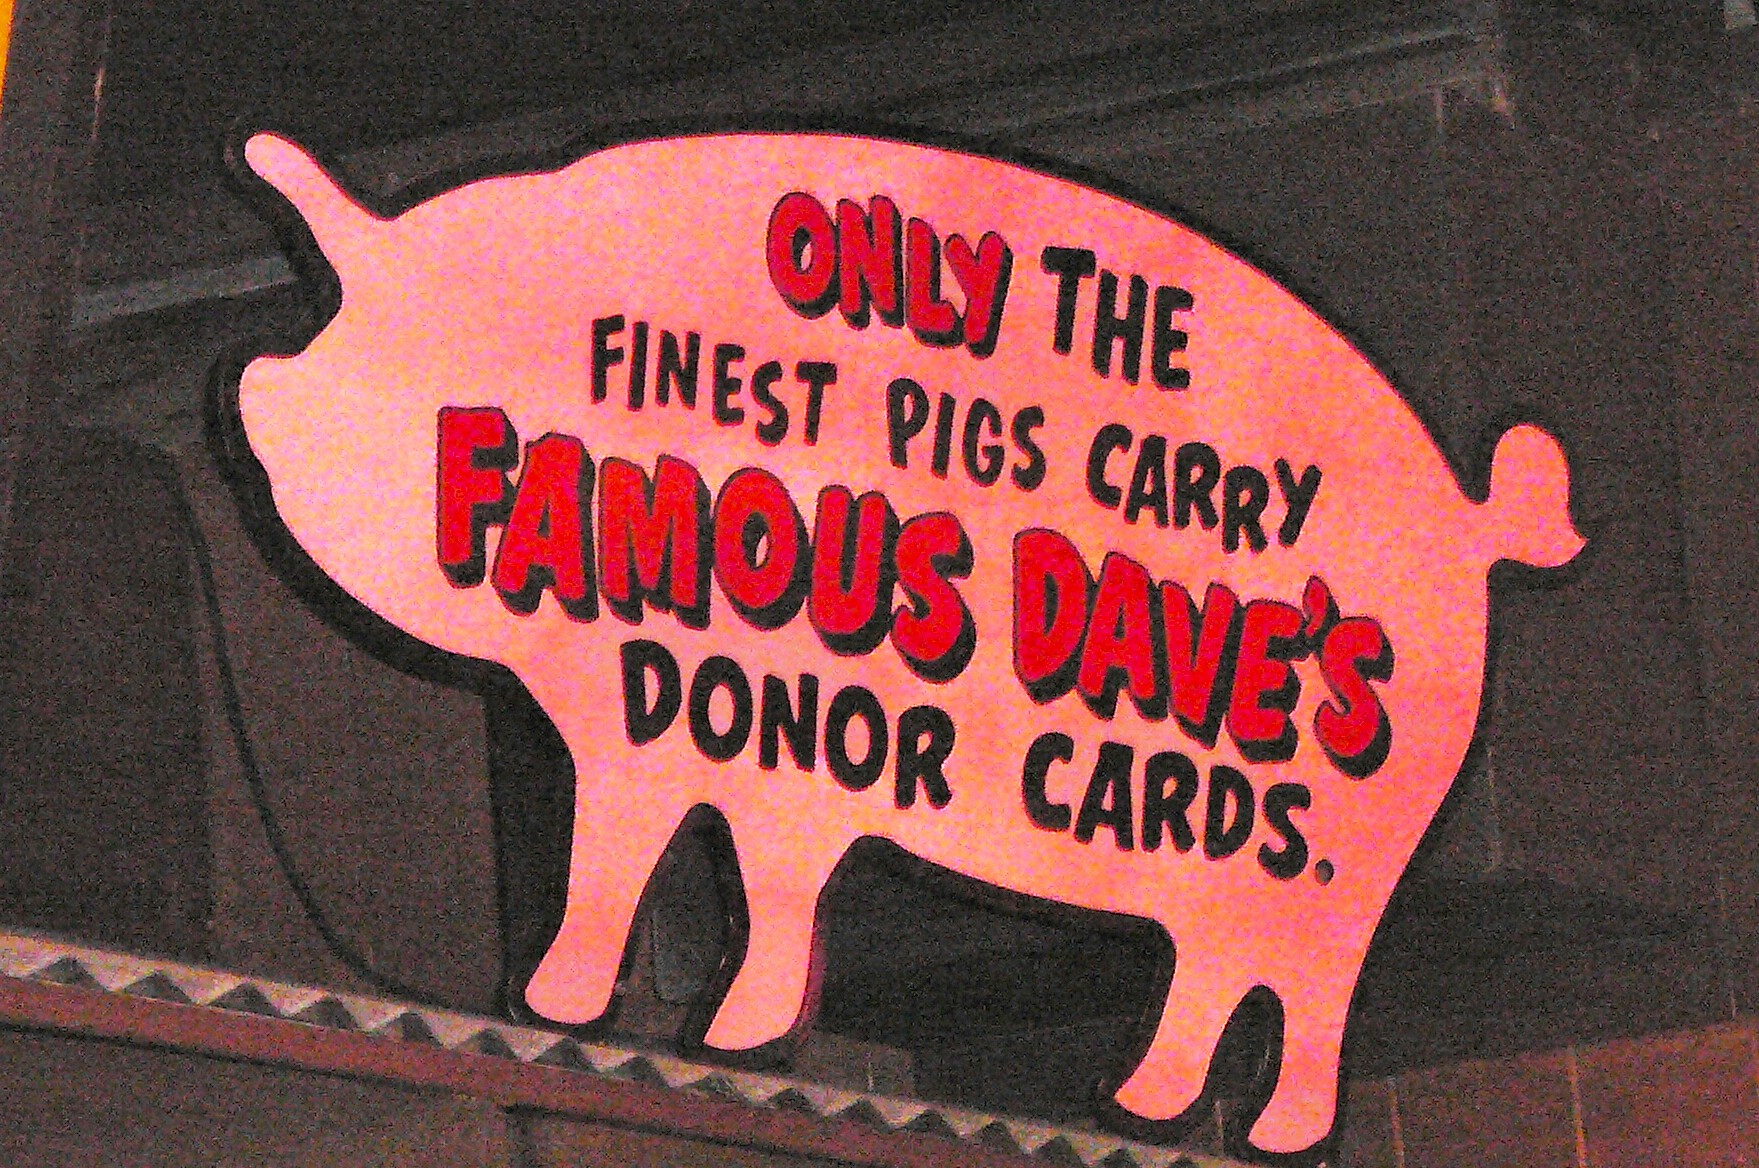 ONLY THE
FINEST PIGS CARRY
FAMOUS DAVE'S
DONOR CARDS.